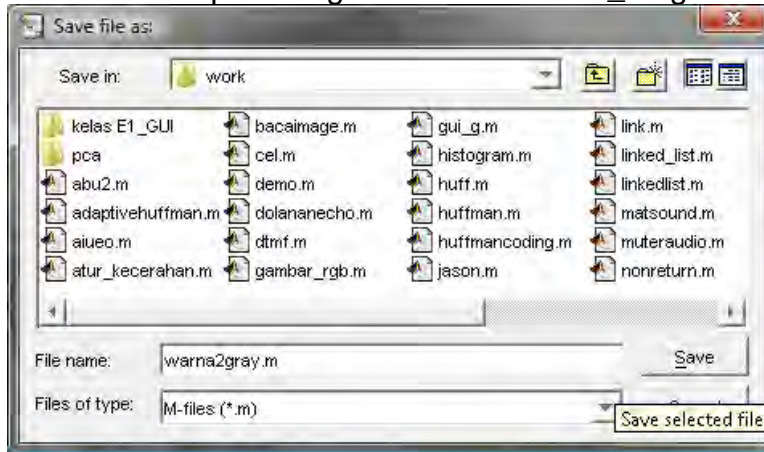 Save file as:
Save in: work
kelas E1_GUI bacaimage.m gui_g.m link.m
pca cel.m histogram.m linked_list.m
abu2.m demo.m huff.m linkedlist.m
adaptivehuffman.m dolananecho.m huffman.m matsound.m
aiueo.m dtmf.m huffmancoding.m muteraudio.m
atur_kecerahan.m gambar_rgb.m jason.m nonreturn.m
File name: warna2gray.m Save
Files of type: M-files (*.m)
Save selected file